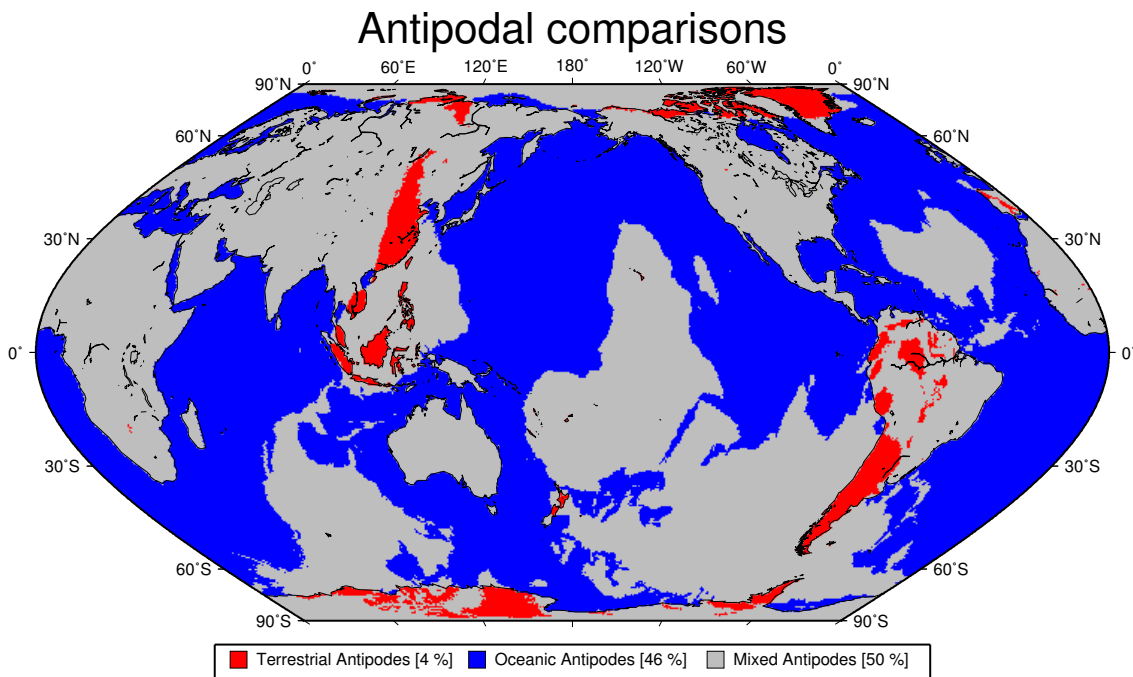 Antipodal comparisons
0˚ 60˚E 120˚E 180˚ 120˚W 60˚W 0˚
90˚N 90˚N
60˚N 60˚N
30˚N 30˚N
0˚ 0˚
30˚S 30˚S
60˚S 60˚S
90˚S 90˚S
Terrestrial Antipodes [4 %] Oceanic Antipodes [46 %] Mixed Antipodes [50 %]